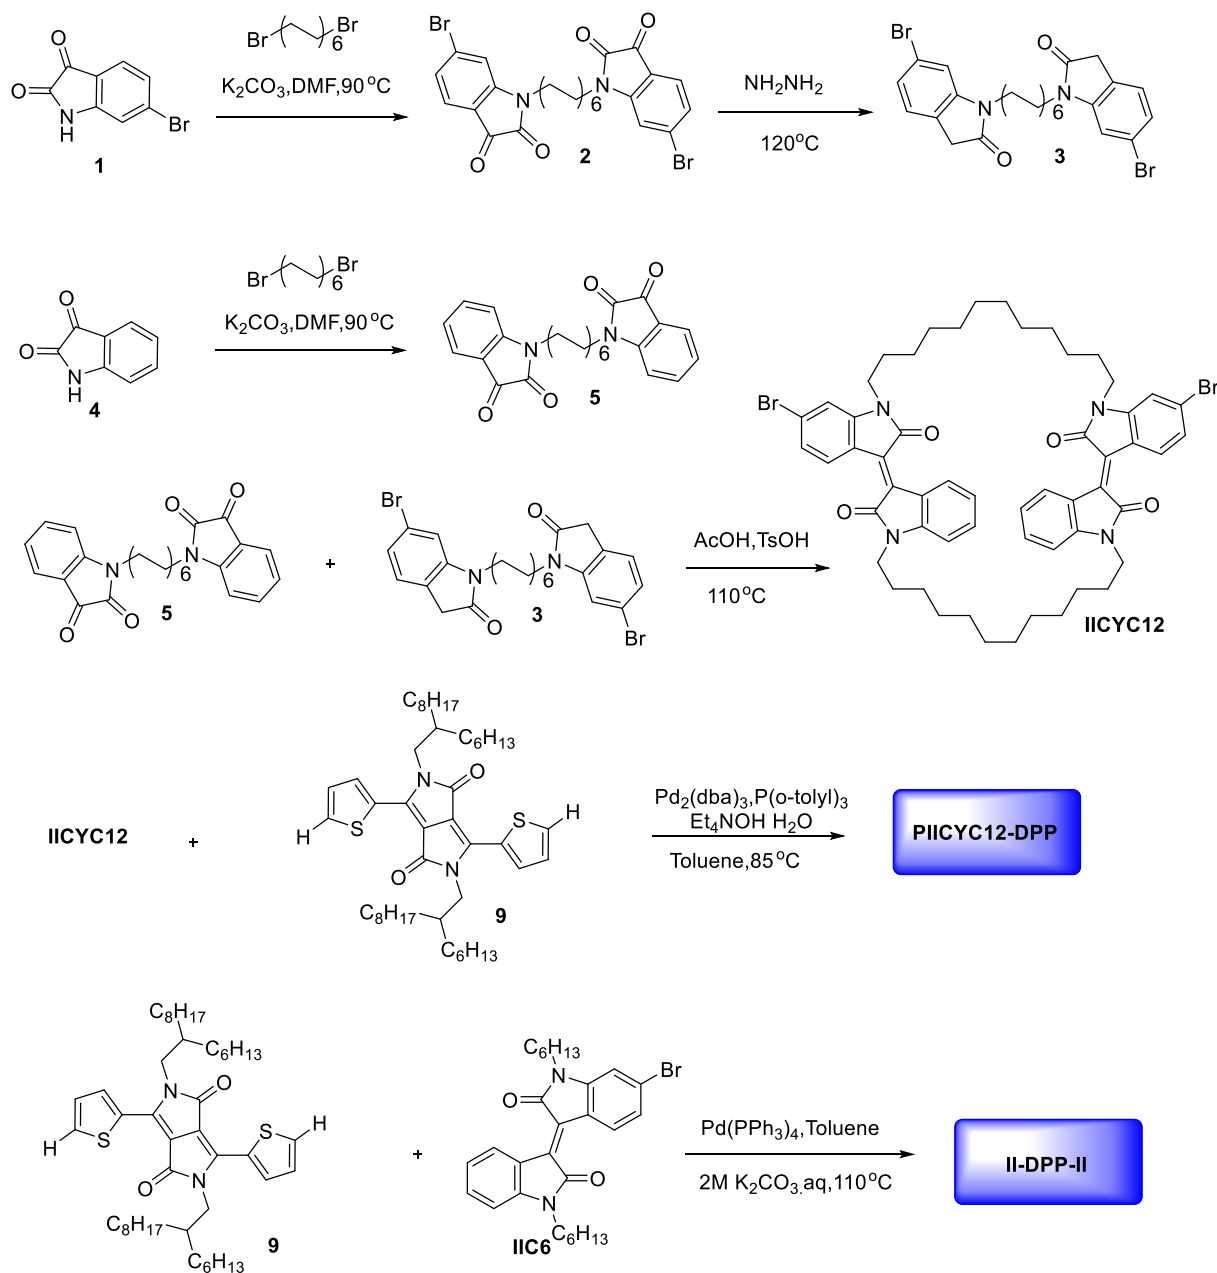 Br Br
6
K2CO3,DMF,90°C
O
O
N
H
Br
1
Br
O O
N 6 N
O O
Br
2
NH2NH2
120°C
Br
O
N 6 N
O
Br
3
Br Br
6
K2CO3,DMF,90°C
O
O
N
H
4
O O
N 6 N
O O
5
O O
N 6 N
O O
5
+
Br
O
N 6 N
O
Br
3
AcOH,TsOH
110°C
Br N N Br
O O
O O
N N
IICYC12
IICYC12
+
C8H17
C6H13
N O
H S S H
O N
C8H17
C6H13
9
Pd2(dba)3,P(o-tolyl)3
Et4NOH H2O
Toluene,85°C
PIICYC12-DPP
C8H17
C6H13
N O
H S S H
O N
C8H17
C6H13
9
+
C6H13
N Br
O
O
N
C6H13
IIC6
Pd(PPh3)4,Toluene
2M K2CO3.aq,110°C
II-DPP-II